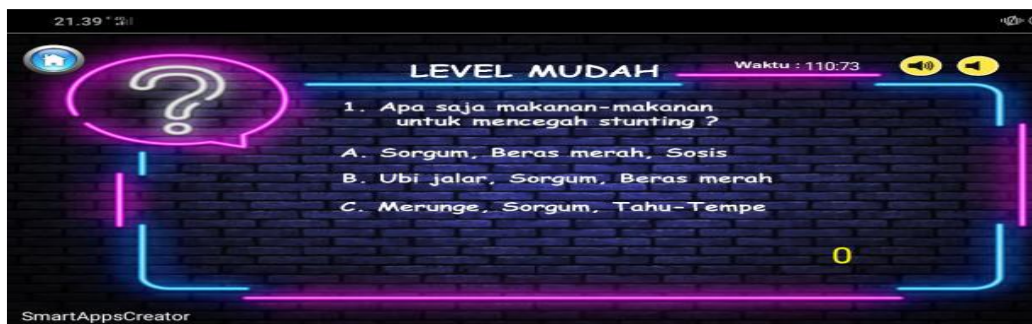 21.39
LEVEL MUDAH
Waktu : 110:73
1. Apa saja makanan-makanan
untuk mencegah stunting ?
A. Sorgum, Beras merah, Sosis
B. Ubi jalar, Sorgum, Beras merah
C. Merunge, Sorgum, Tahu-Tempe
0
SmartAppsCreator